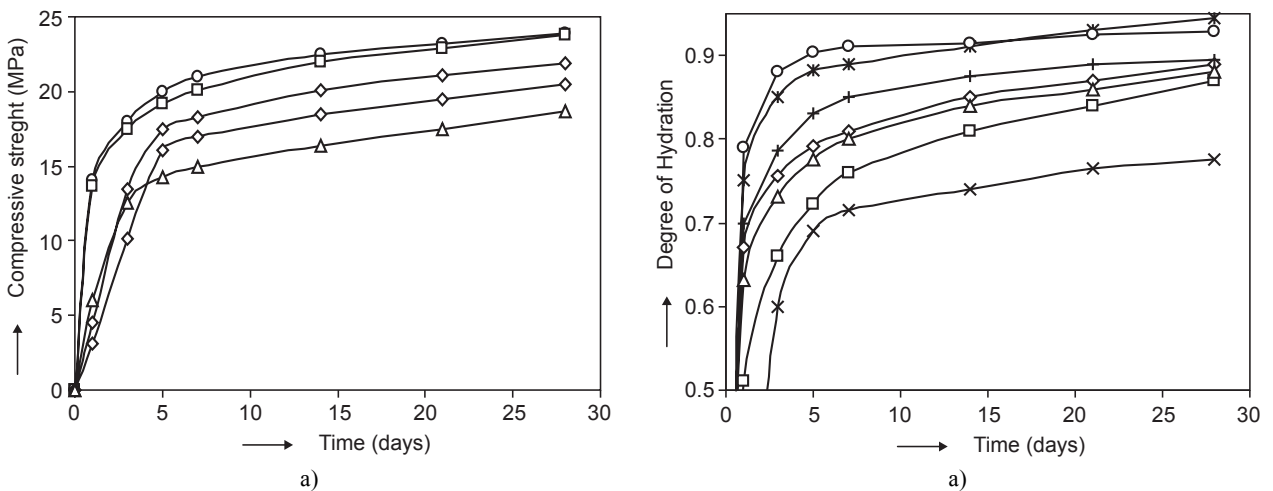 Compressive streght (MPa)
25
20
15
10
5
0
0 5 10 15 20 25 30
Time (days)
a)
Degree of Hydration
0.9
0.8
0.7
0.6
0.5
0 5 10 15 20 25 30
Time (days)
a)